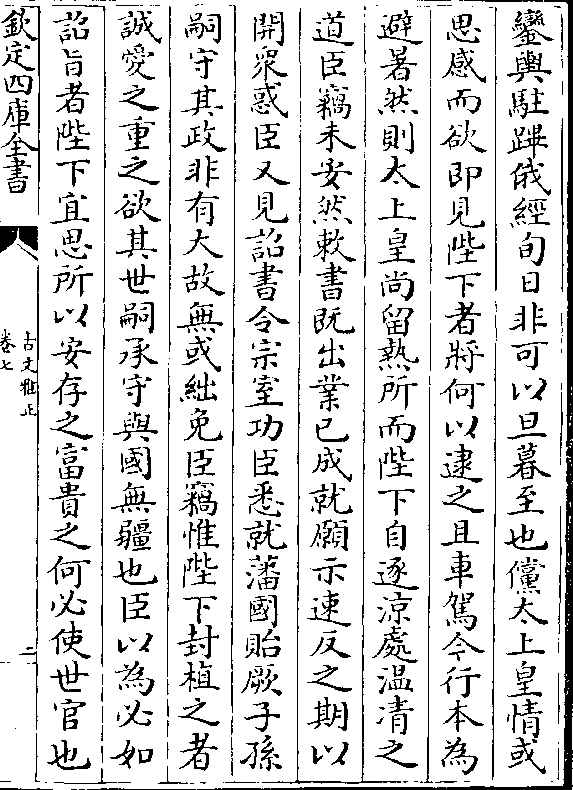 鑾輿駐蹕俄經旬日非可以旦暮至也儻太上皇情或
思感而欲即見陛下者將何以逮之且車駕今行本為
避暑然則太上皇尚留熱所而陛下自逐涼處温凊之
道臣竊未安然敕書既出業已成就願示速反之期以
開衆惑臣又見詔書令宗室功臣悉就藩國貽厥子孫
嗣守其政非有大故無或絀免臣竊惟陛下封植之者
誠愛之重之欲其世嗣承守與國無疆也臣以為必如
詔旨者陛下宜思所以安存之富貴之何必使世官也
欽定四庫全書
古文雅正
卷七
二